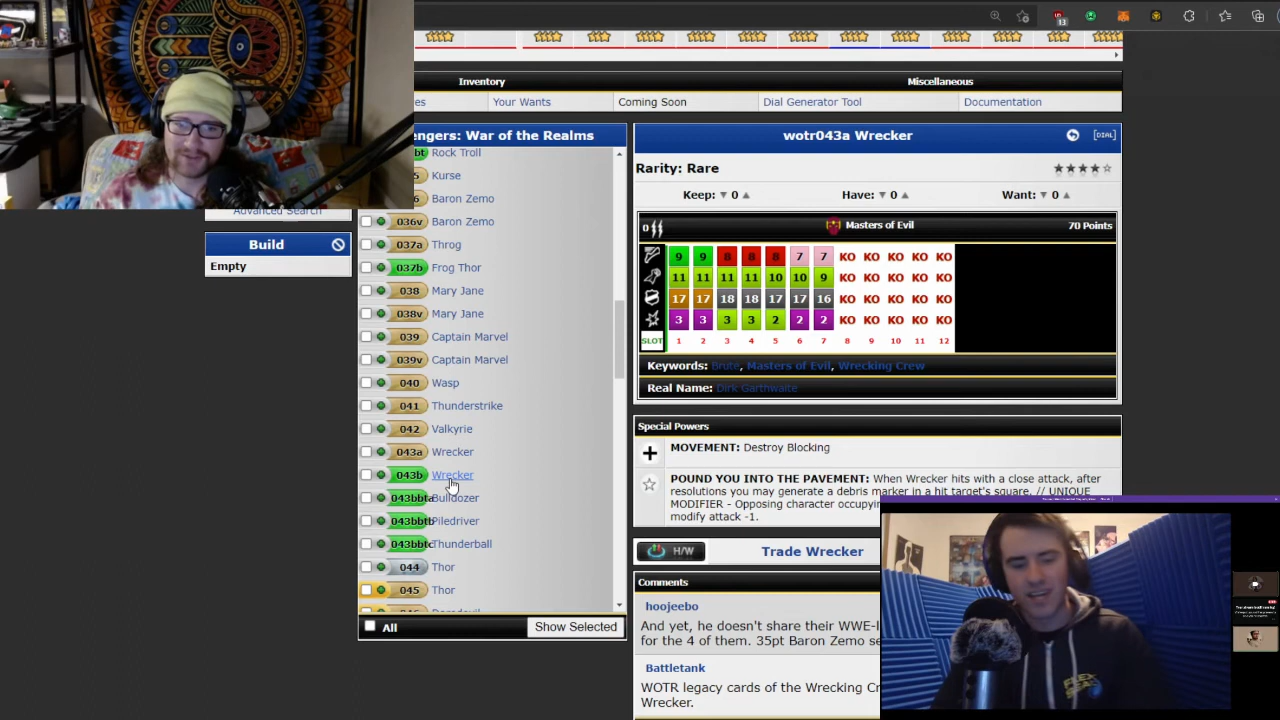 13
Inventory
Miscellaneous
es
Your Wants
Coming Soon
Dial Generator Tool
Documentation
engers: War of the Realms
wotr043a Wrecker
[DIAL]
bt Rock Troll
5 Kurse
6 Baron Zemo
036v Baron Zemo
037a Throg
037b Frog Thor
038 Mary Jane
038v Mary Jane
039 Captain Marvel
039v Captain Marvel
040 Wasp
041 Thunderstrike
042 Valkyrie
043a Wrecker
043b Wrecker
043bbta Bulldozer
043bbtb Piledriver
043bbtc Thunderball
044 Thor
045 Thor
All
Show Selected
Advanced Search
Build
Empty
Rarity: Rare
Keep: 0
Have: 0
Want: 0
0
Masters of Evil
70 Points
9 9 8 8 8 7 7 KO KO KO KO KO
11 11 11 11 10 10 9 KO KO KO KO KO
17 17 18 18 17 17 16 KO KO KO KO KO
3 3 3 3 2 2 2 KO KO KO KO KO
SLOT 1 2 3 4 5 6 7 8 9 10 11 12
Keywords: Brute, Masters of Evil, Wrecking Crew
Real Name: Dirk Garthwaite
Special Powers
MOVEMENT: Destroy Blocking
POUND YOU INTO THE PAVEMENT: When Wrecker hits with a close attack, after
resolutions you may generate a debris marker in a hit target's square. // UNIQUE
MODIFIER - Opposing character occupyin
modify attack -1.
H/W
Trade Wrecker
Comments
hoojeebo
And yet, he doesn't share their WWE-l
for the 4 of them. 35pt Baron Zemo se
Battletank
WOTR legacy cards of the Wrecking Cr
Wrecker.